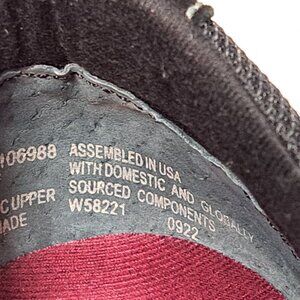 06988
ASSEMBLED IN USA
WITH DOMESTIC AND GLOBALLY
SOURCED COMPONENTS
W58221 0922
C UPPER
ADE